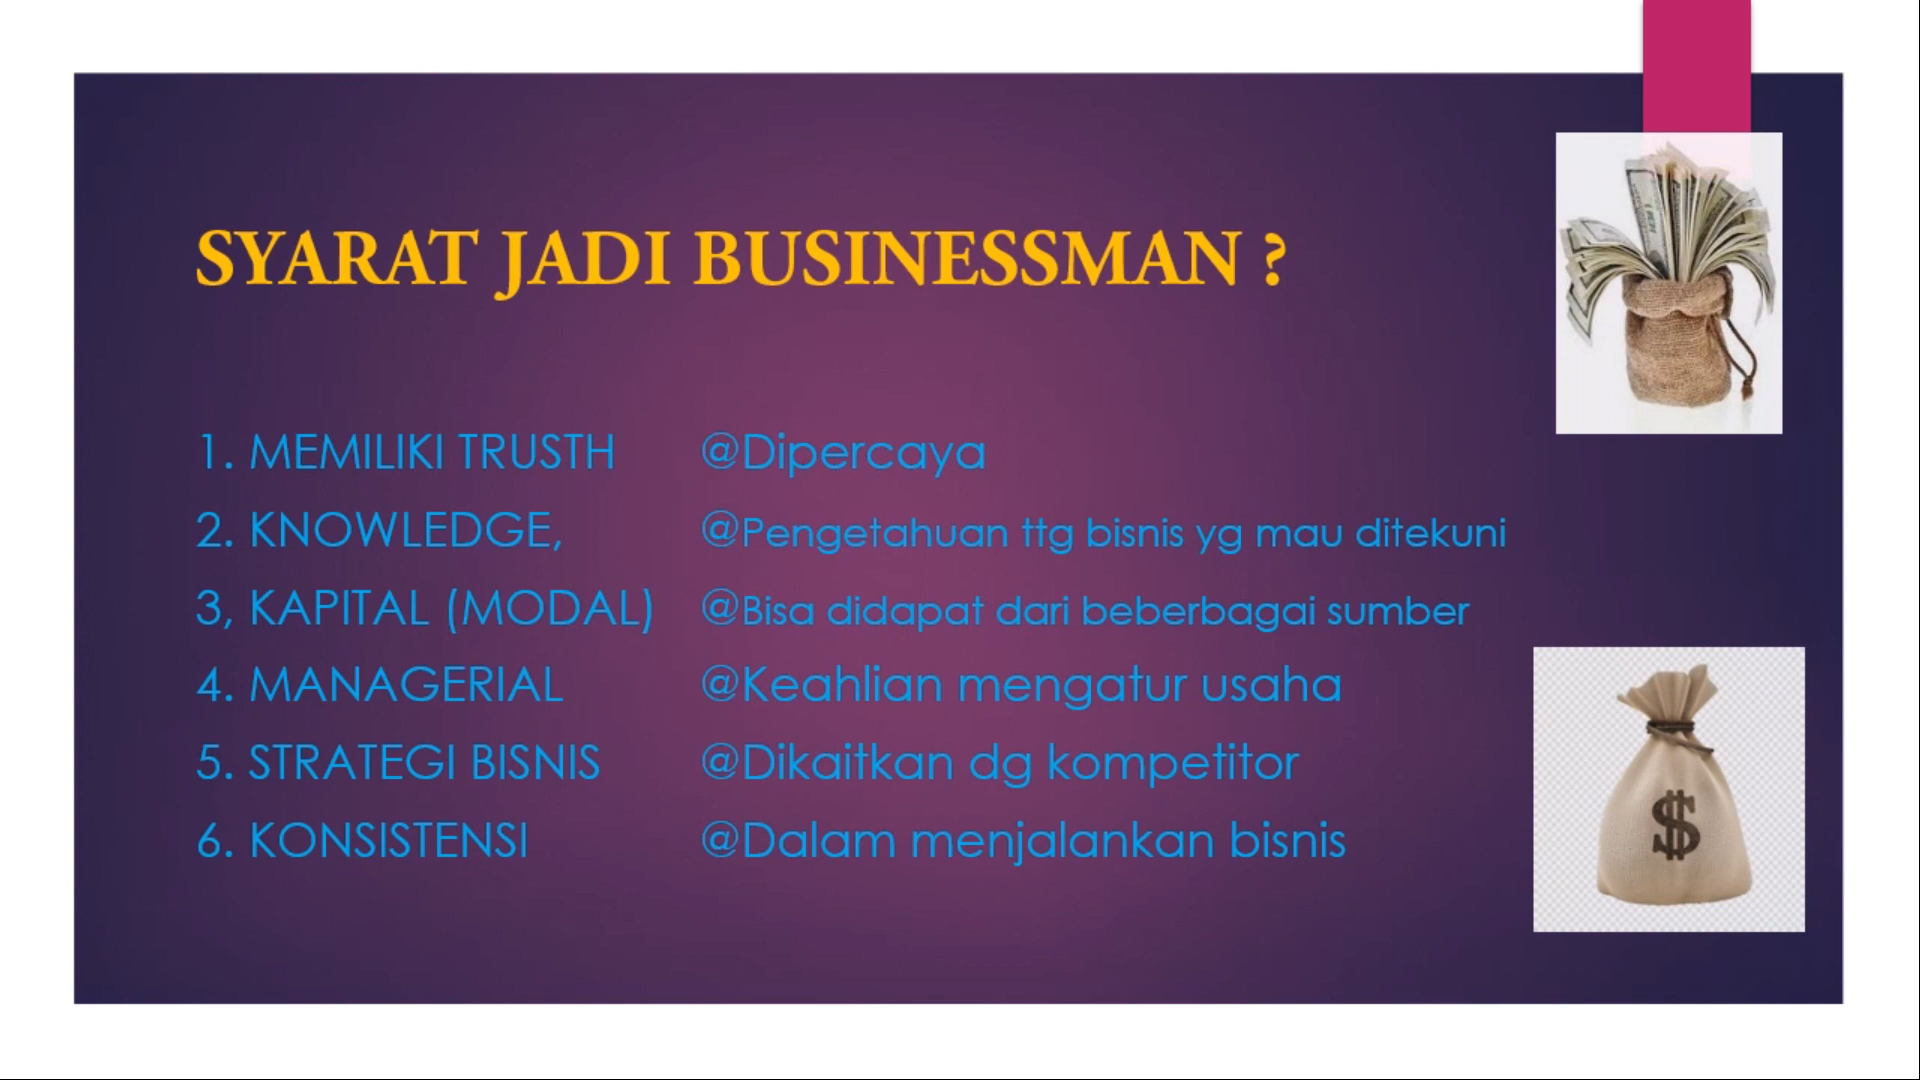 SYARAT JADI BUSINESSMAN ?
1. MEMILIKI TRUSTH @Dipercaya
2. KNOWLEDGE, @Pengetahuan ttg bisnis yg mau ditekuni
3, KAPITAL (MODAL) @Bisa didapat dari beberbagai sumber
4. MANAGERIAL @Keahlian mengatur usaha
5. STRATEGI BISNIS @Dikaitkan dg kompetitor
6. KONSISTENSI @Dalam menjalankan bisnis
$